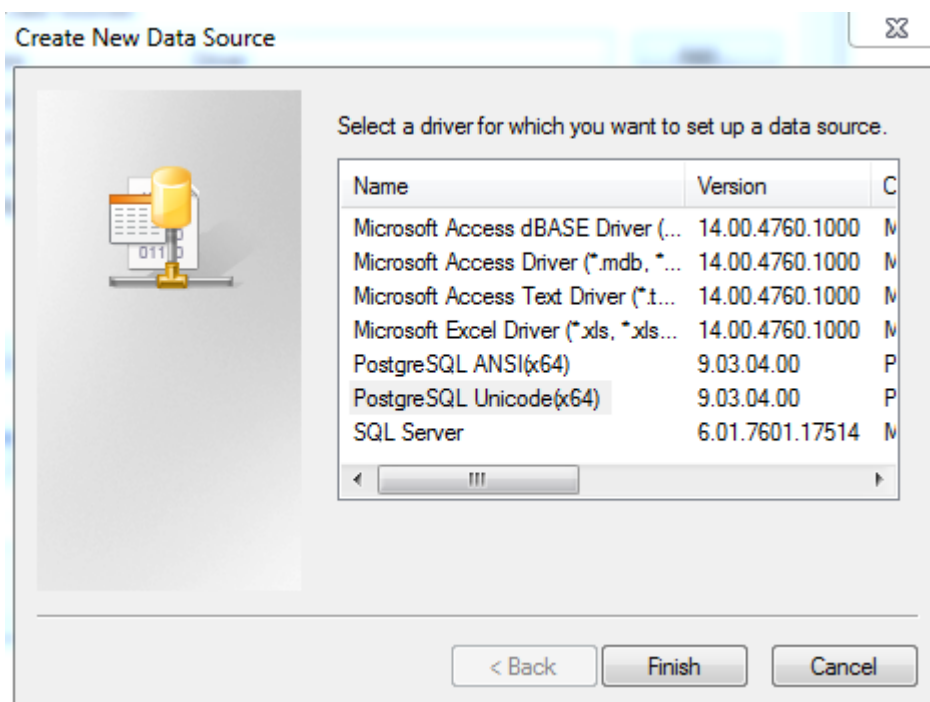 Create New Data Source
Select a driver for which you want to set up a data source.
Name Version C
Microsoft Access dBASE Driver (... 14.00.4760.1000 M
Microsoft Access Driver (*.mdb, *... 14.00.4760.1000 M
Microsoft Access Text Driver (*.t... 14.00.4760.1000 M
Microsoft Excel Driver (*.xls, *.xls... 14.00.4760.1000 M
PostgreSQL ANSI(x64) 9.03.04.00 P
PostgreSQL Unicode(x64) 9.03.04.00 P
SQL Server 6.01.7601.17514 M
< Back Finish Cancel